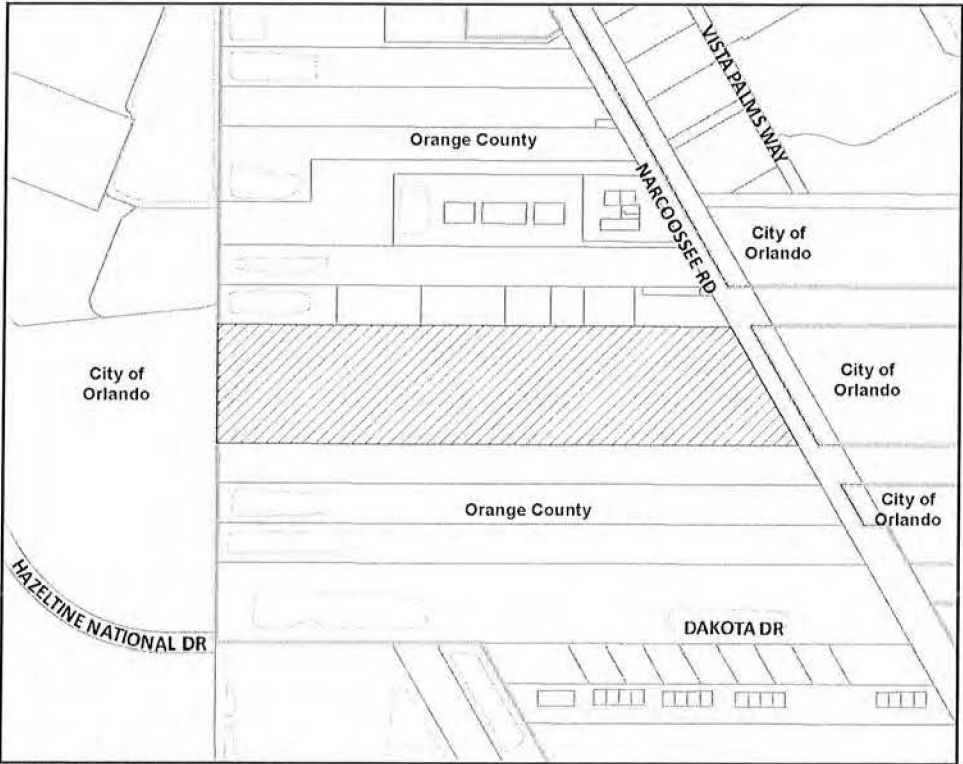 VISTA PALMS WAY
Orange County
NARCOOSSEE RD
City of
Orlando
City of
Orlando
City of
Orlando
Orange County
City of
Orlando
HAZELTINE NATIONAL DR
DAKOTA DR